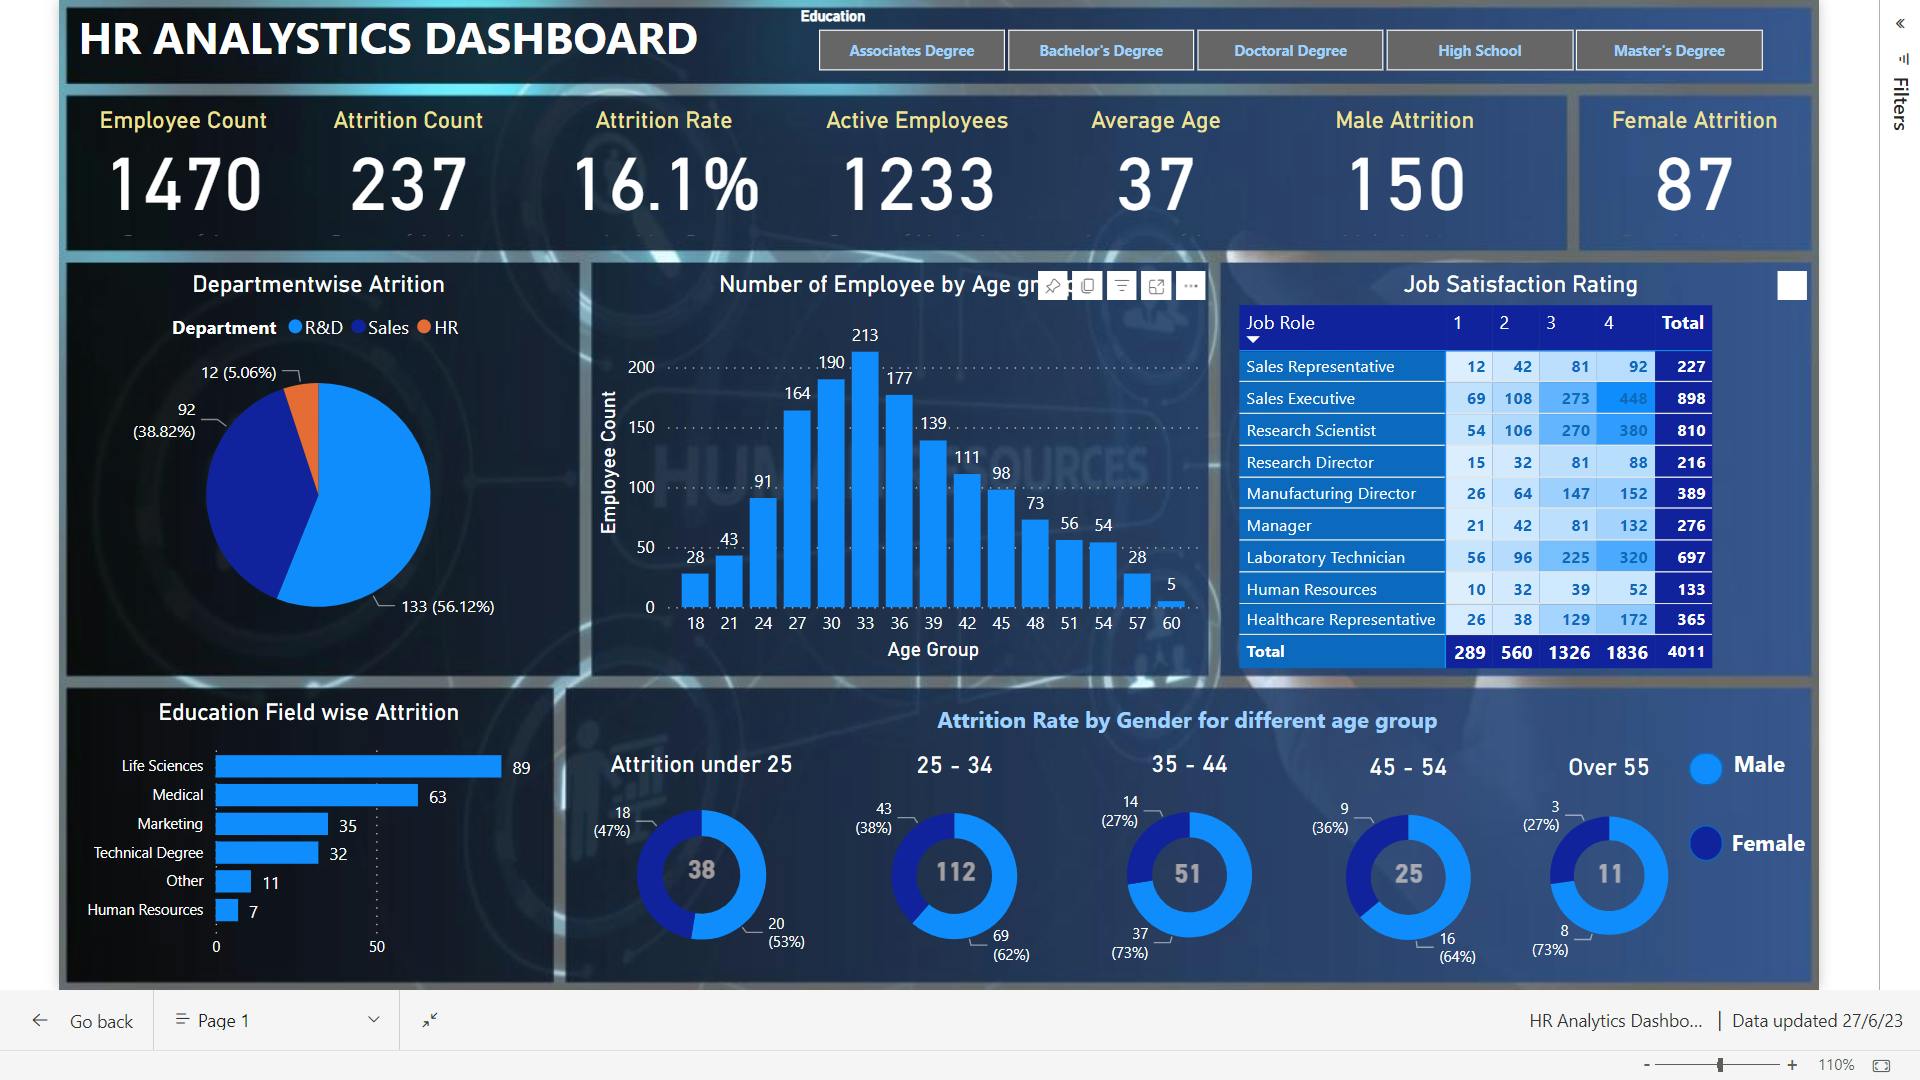 HR ANALYSTICS DASHBOARD
Education
Associates Degree
Bachelor's Degree
Doctoral Degree
High School
Master's Degree
« 
Filters
Employee Count
1470
Attrition Count
237
Attrition Rate
16.1%
Active Employees
1233
Average Age
37
Male Attrition
150
Female Attrition
87
Departmentwise Atrition
Department R&D Sales HR
12 (5.06%)
92
(38.82%)
133 (56.12%)
Number of Employee by Age
Employee Count
200
150
100
50
0
28
43
91
164
190
213
177
139
111
98
73
56
54
28
5
18 21 24 27 30 33 36 39 42 45 48 51 54 57 60
Age Group
Job Satisfaction Rating
Job Role 1 2 3 4 Total
Sales Representative 12 42 81 92 227
Sales Executive 69 108 273 448 898
Research Scientist 54 106 270 380 810
Research Director 15 32 81 88 216
Manufacturing Director 26 64 147 152 389
Manager 21 42 81 132 276
Laboratory Technician 56 96 225 320 697
Human Resources 10 32 39 52 133
Healthcare Representative 26 38 129 172 365
Total 289 560 1326 1836 4011
Education Field wise Attrition
Life Sciences 89
Medical 63
Marketing 35
Technical Degree 32
Other 11
Human Resources 7
0 50
Attrition Rate by Gender for different age group
Attrition under 25
18
(47%)
38
20
(53%)
25 - 34
43
(38%)
112
69
(62%)
35 - 44
14
(27%)
51
37
(73%)
45 - 54
9
(36%)
25
16
(64%)
Over 55
3
(27%)
11
8
(73%)
Male
Female
Go back
Page 1
HR Analytics Dashbo... | Data updated 27/6/23
- + 110%